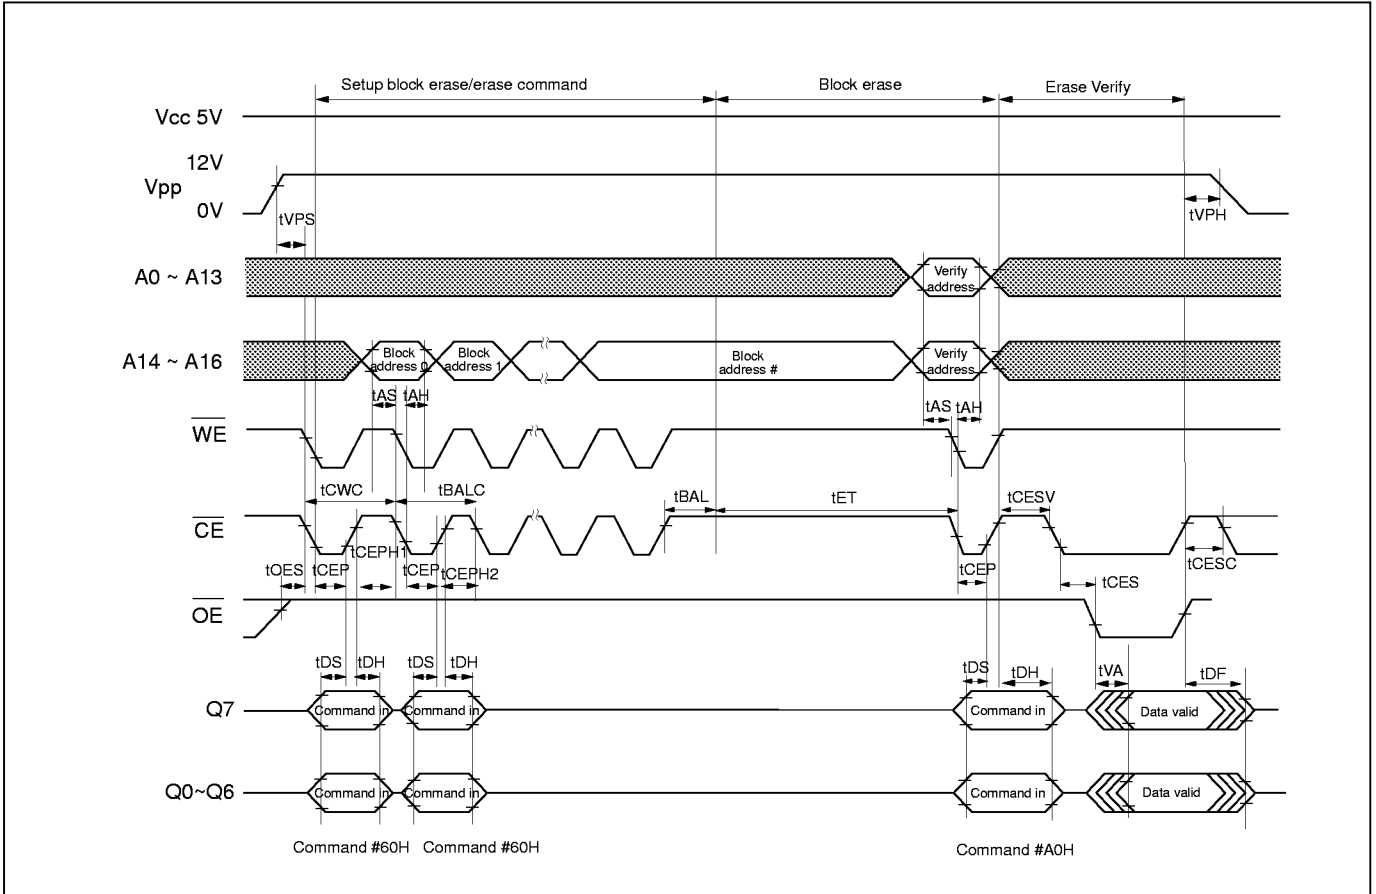 Setup block erase/erase command
Block erase
Erase Verify
Vcc 5V
12V
Vpp
0V
tVPS
tVPH
A0 ~ A13
Verify
address
A14 ~ A16
Block
address 0
Block
address 1
Block
address #
Verify
address
tAS
tAH
tAS
tAH
WE
tCWC
tBALC
tBAL
tET
tCESV
CE
tOES
tCEP
tCEPH1
tCEP
tCEPH2
tCEP
tCES
tCESC
OE
tDS
tDH
tDS
tDH
tDS
tDH
tVA
tDF
Q7
Command in
Command in
Command in
Data valid
Q0~Q6
Command in
Command in
Command in
Data valid
Command #60H
Command #60H
Command #A0H